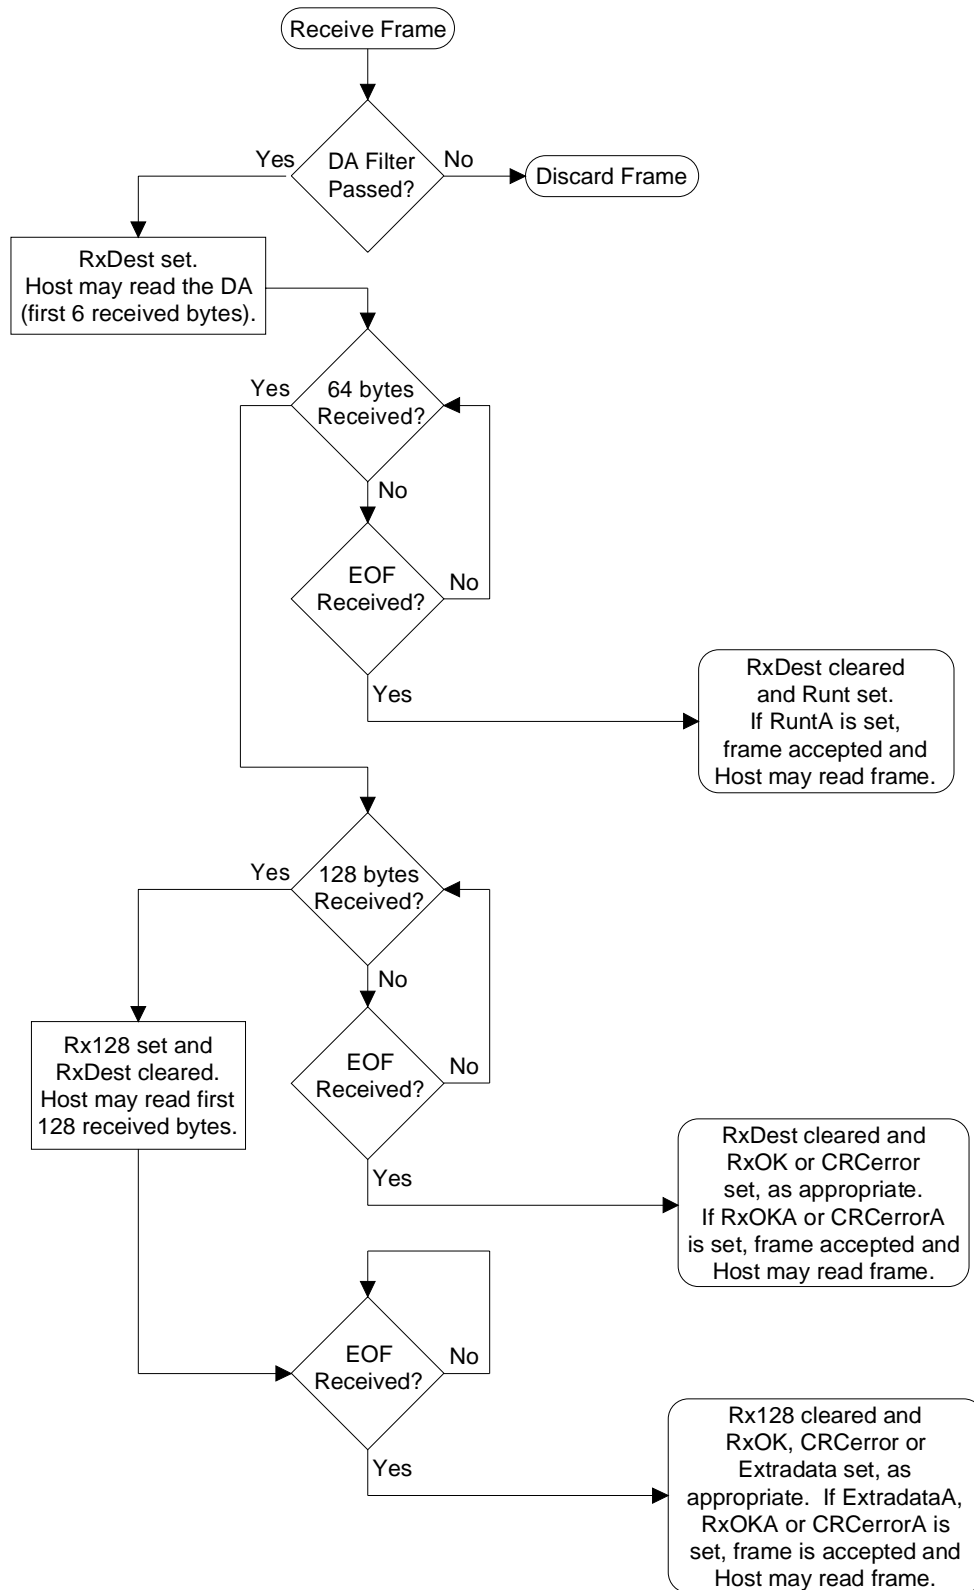 Receive Frame
Yes
DA Filter
Passed?
No
Discard Frame
RxDest set.
Host may read the DA
(first 6 received bytes).
Yes
64 bytes
Received?
No
EOF
Received?
No
Yes
RxDest cleared
and Runt set.
If RuntA is set,
frame accepted and
Host may read frame.
Yes
128 bytes
Received?
No
Rx128 set and
RxDest cleared.
Host may read first
128 received bytes.
EOF
Received?
No
Yes
RxDest cleared and
RxOK or CRCerror
set, as appropriate.
If RxOKA or CRCerrorA
is set, frame accepted and
Host may read frame.
EOF
Received?
No
Yes
Rx128 cleared and
RxOK, CRCerror or
Extradata set, as
appropriate.  If ExtradataA,
RxOKA or CRCerrorA is
set, frame is accepted and
Host may read frame.